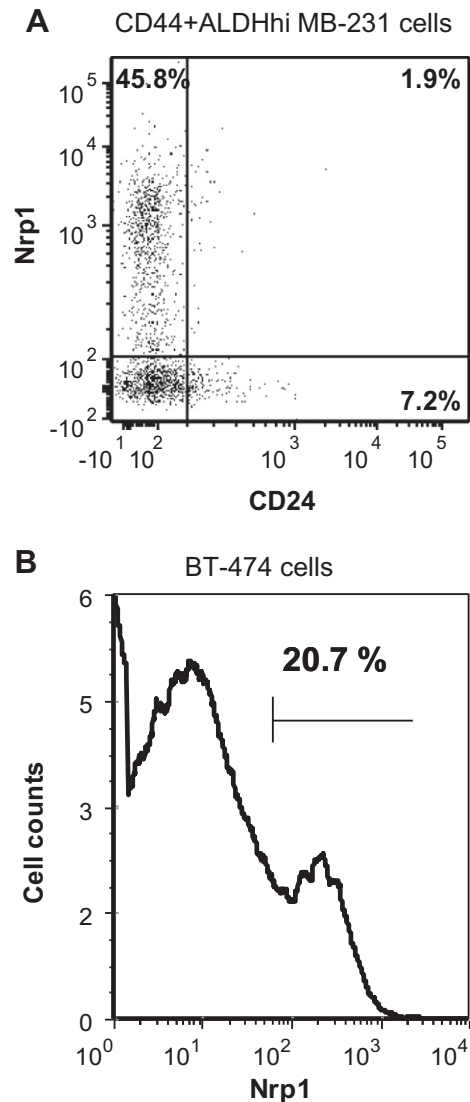 A CD44+ALDHhi MB-231 cells
45.8% 1.9%
10^5
10^4
10^3
10^2
-10^2
Nrp1
7.2%
-10^1 10^2 10^3 10^4 10^5
CD24
B BT-474 cells
20.7 %
6
5
3
2
0
Cell counts
10^0 10^1 10^2 10^3 10^4
Nrp1